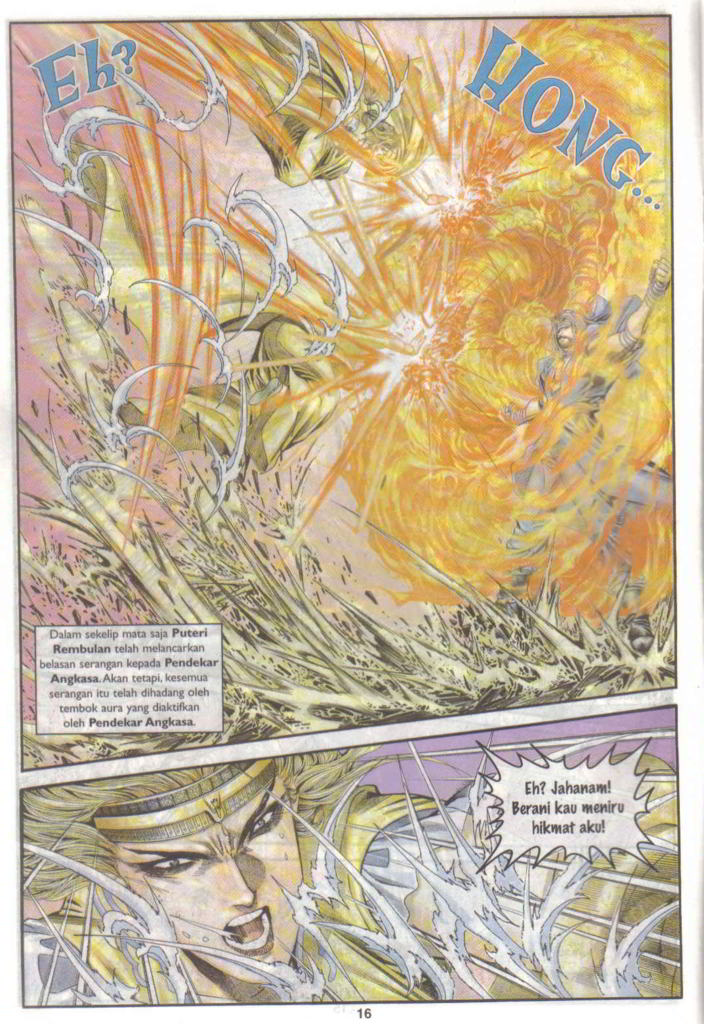 Eh?
HONG...
Dalam sekelip mata saja Puteri
Rembulan telah melancarkan
belasan serangan kepada Pendekar
Angkasa. Akan tetapi, kesemua
serangan itu telah dihadang oleh
tembok aura yang diaktifkan
oleh Pendekar Angkasa.
Eh? Jahanam!
Berani kau meniru
hikmat aku!
16